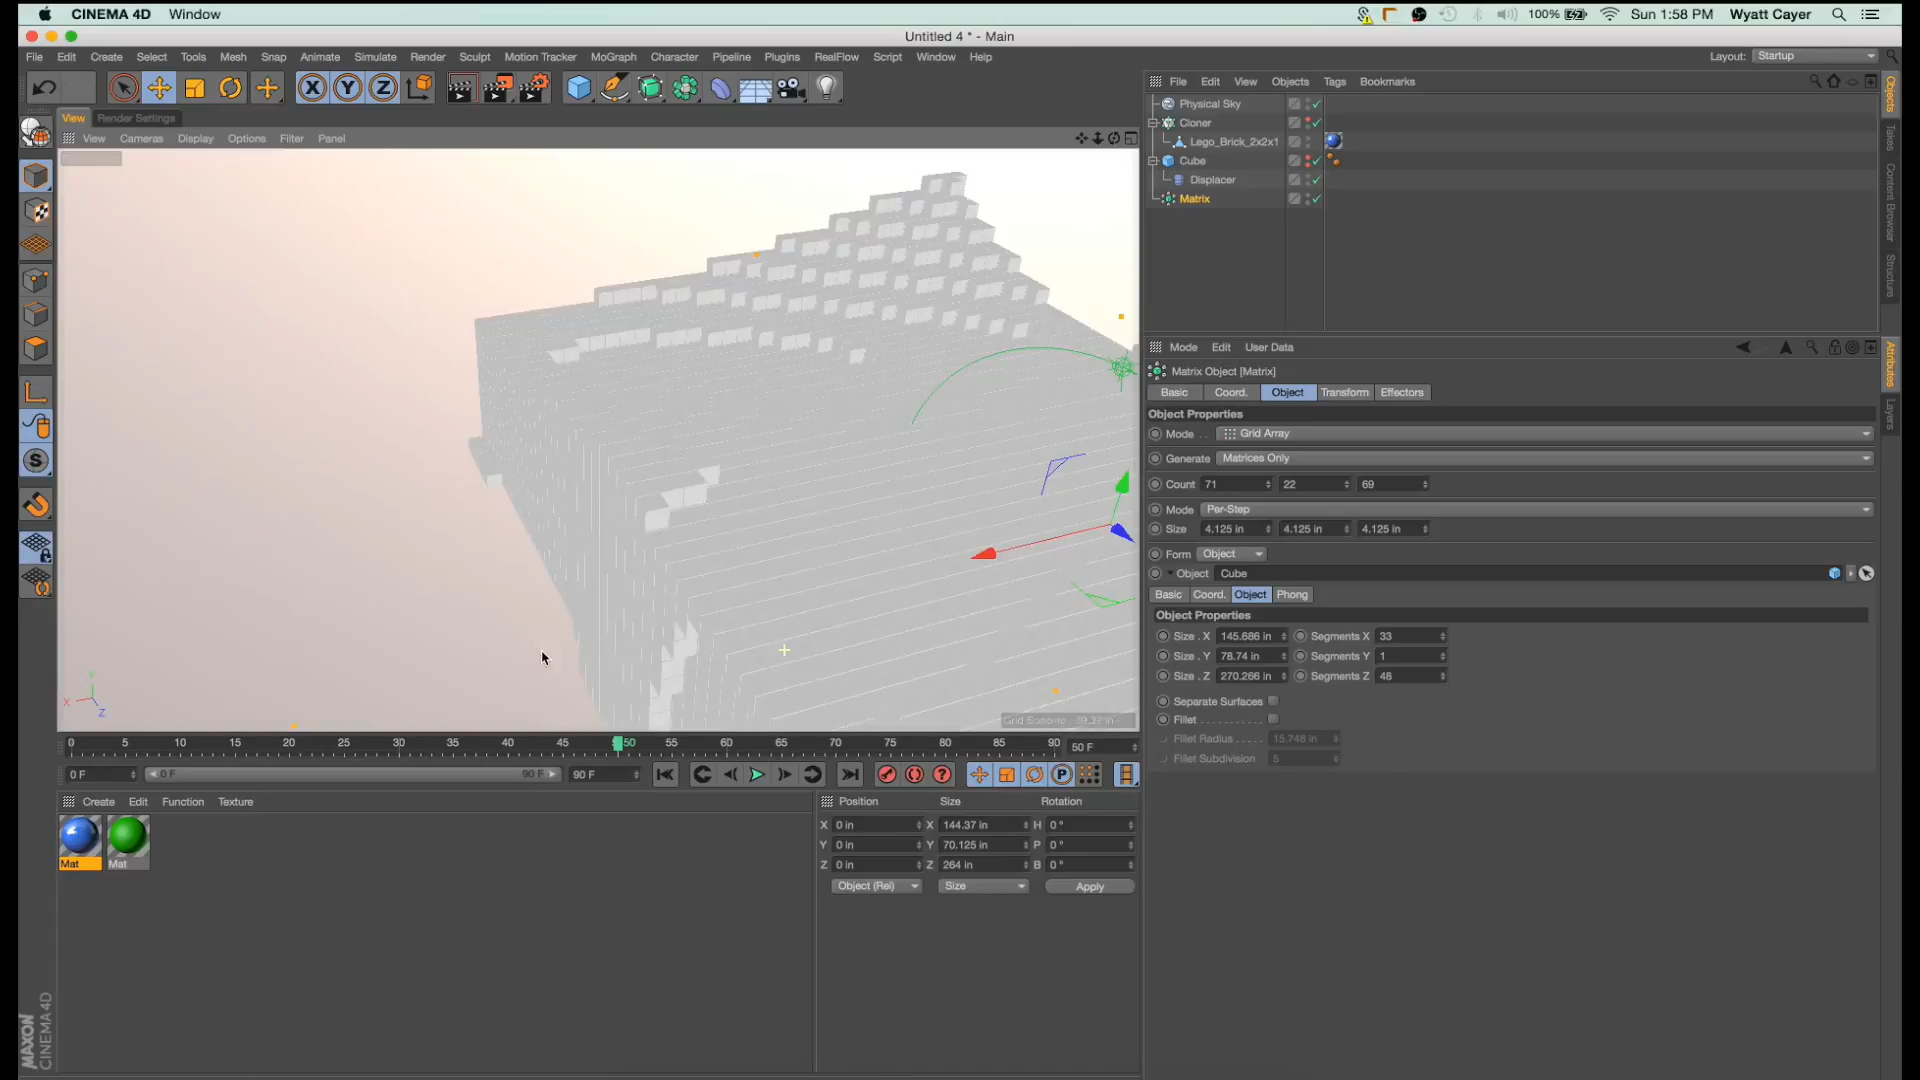 CINEMA 4D Window 100% Sun 1:58 PM Wyatt Cayer
Untitled 4 * - Main
File Edit Create Select Tools Mesh Snap Animate Simulate Render Sculpt Motion Tracker MoGraph Character Pipeline Plugins RealFlow Script Window Help Layout: Startup
X Y Z
File Edit View Objects Tags Bookmarks
View Render Settings
View Cameras Display Options Filter Panel
Physical Sky
Cloner
Lego_Brick_2x2x1
Cube
Displacer
Matrix
Objects
Takes
Content Browser
Structure
Mode Edit User Data
Matrix Object [Matrix]
Basic Coord. Object Transform Effectors
Object Properties
Mode .. Grid Array
Generate Matrices Only
Count 71 22 69
Mode Per-Step
Size 4.125 in 4.125 in 4.125 in
Form Object
Object Cube
Basic Coord. Object Phong
Object Properties
Size . X 145.686 in Segments X 33
Size . Y 78.74 in Segments Y 1
Size . Z 270.266 in Segments Z 48
Separate Surfaces
Fillet
Fillet Radius 15.748 in
Fillet Subdivision 5
Attributes
Layers
S
Y
X
Z
0 5 10 15 20 25 30 35 40 45 50 55 60 65 70 75 80 85 90 50 F
0 F 0 F 90 F 90 F
P
Create Edit Function Texture
Mat Mat
Position Size Rotation
X 0 in X 144.37 in H 0 °
Y 0 in Y 70.125 in P 0 °
Z 0 in Z 264 in B 0 °
Object (Rel) Size Apply
MAXON
CINEMA 4D